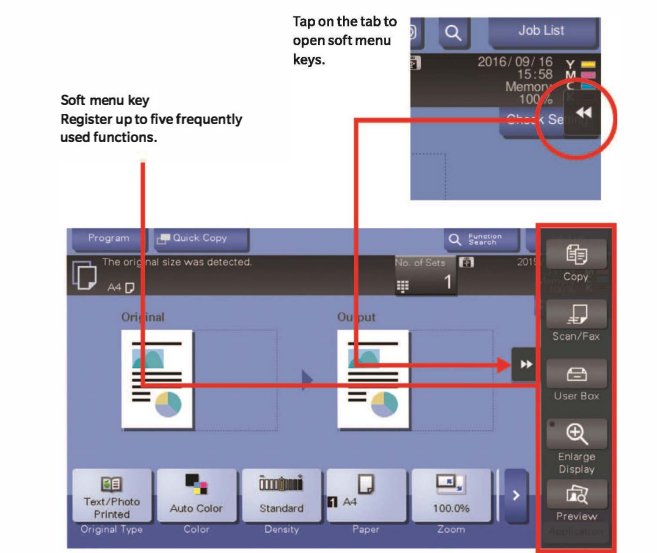 Tap on the tab to
open soft menu
keys.
Job List
2016/09/16
15:58
Memory
100%
Y
M
C
K
Soft menu key
Register up to five frequently
used functions.
Program
Quick Copy
Function
Search
The original size was detected.
A4
No. of Sets
1
Original
Output
Copy
Scan/Fax
User Box
Enlarge
Display
Preview
Text/Photo
Printed
Original Type
Auto Color
Color
Standard
Density
1 A4
Paper
100.0%
Zoom
Application